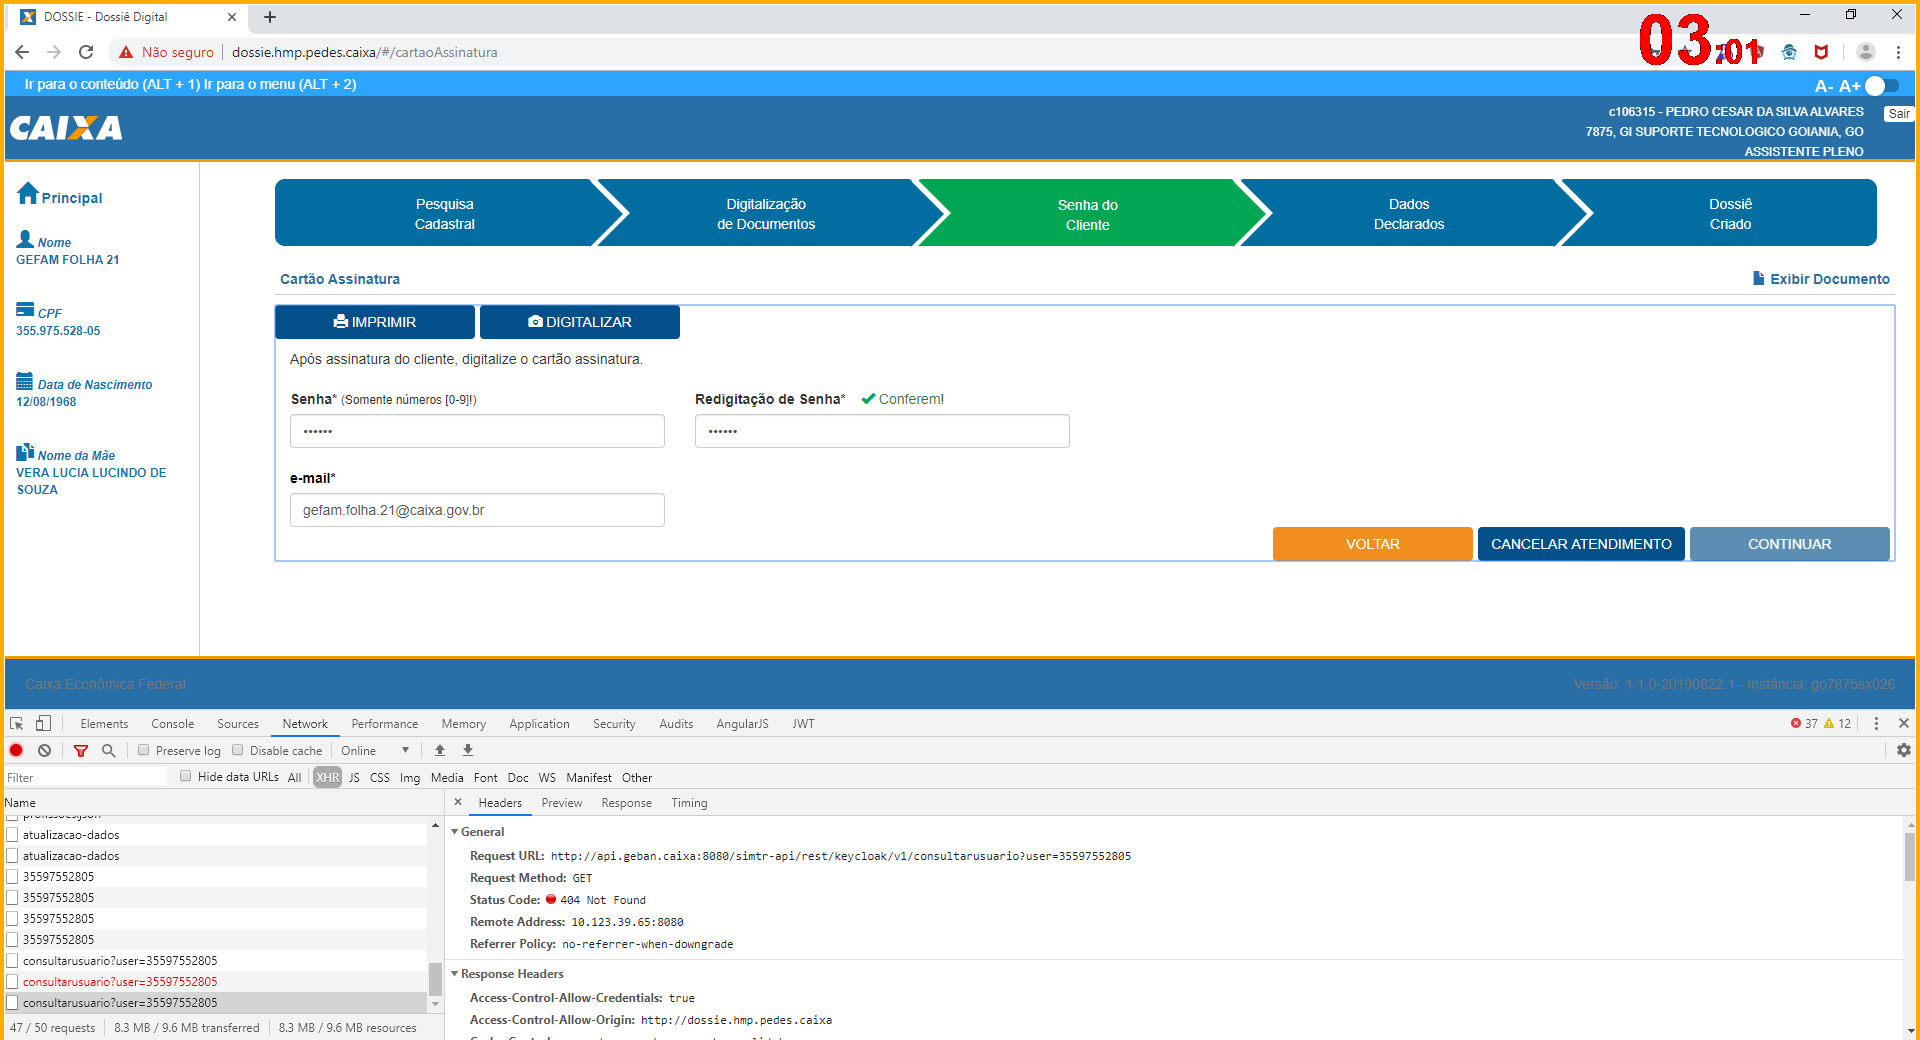 DOSSIE - Dossiê Digital
Não seguro
dossie.hmp.pedes.caixa/#/cartaoAssinatura
03:01
Ir para o conteúdo (ALT + 1) Ir para o menu (ALT + 2)
A- A+
CAIXA
c106315 - PEDRO CESAR DA SILVA ALVARES
Sair
7875, GI SUPORTE TECNOLOGICO GOIANIA, GO
ASSISTENTE PLENO
Principal
Nome
GEFAM FOLHA 21
CPF
355.975.528-05
Data de Nascimento
12/08/1968
Nome da Mãe
VERA LUCIA LUCINDO DE
SOUZA
Pesquisa
Cadastral
Digitalização
de Documentos
Senha do
Cliente
Dados
Declarados
Dossiê
Criado
Cartão Assinatura
Exibir Documento
IMPRIMIR
DIGITALIZAR
Após assinatura do cliente, digitalize o cartão assinatura.
Senha* (Somente números [0-9]!)
Redigitação de Senha*
Conferem!
••••••
••••••
e-mail*
gefam.folha.21@caixa.gov.br
VOLTAR
CANCELAR ATENDIMENTO
CONTINUAR
Caixa Econômica Federal
Versão: 1.1.0-20190822.1 - Instância: go7875sx026
Elements Console Sources Network Performance Memory Application Security Audits AngularJS JWT
37
12
Preserve log
Disable cache
Online
Filter
Hide data URLs
All XHR JS CSS Img Media Font Doc WS Manifest Other
Name
Headers Preview Response Timing
profissoes.json
atualizacao-dados
atualizacao-dados
35597552805
35597552805
35597552805
35597552805
consultarusuario?user=35597552805
consultarusuario?user=35597552805
consultarusuario?user=35597552805
47 / 50 requests
8.3 MB / 9.6 MB transferred
8.3 MB / 9.6 MB resources
General
Request URL: http://api.geban.caixa:8080/simtr-api/rest/keycloak/v1/consultarusuario?user=35597552805
Request Method: GET
Status Code: 404 Not Found
Remote Address: 10.123.39.65:8080
Referrer Policy: no-referrer-when-downgrade
Response Headers
Access-Control-Allow-Credentials: true
Access-Control-Allow-Origin: http://dossie.hmp.pedes.caixa